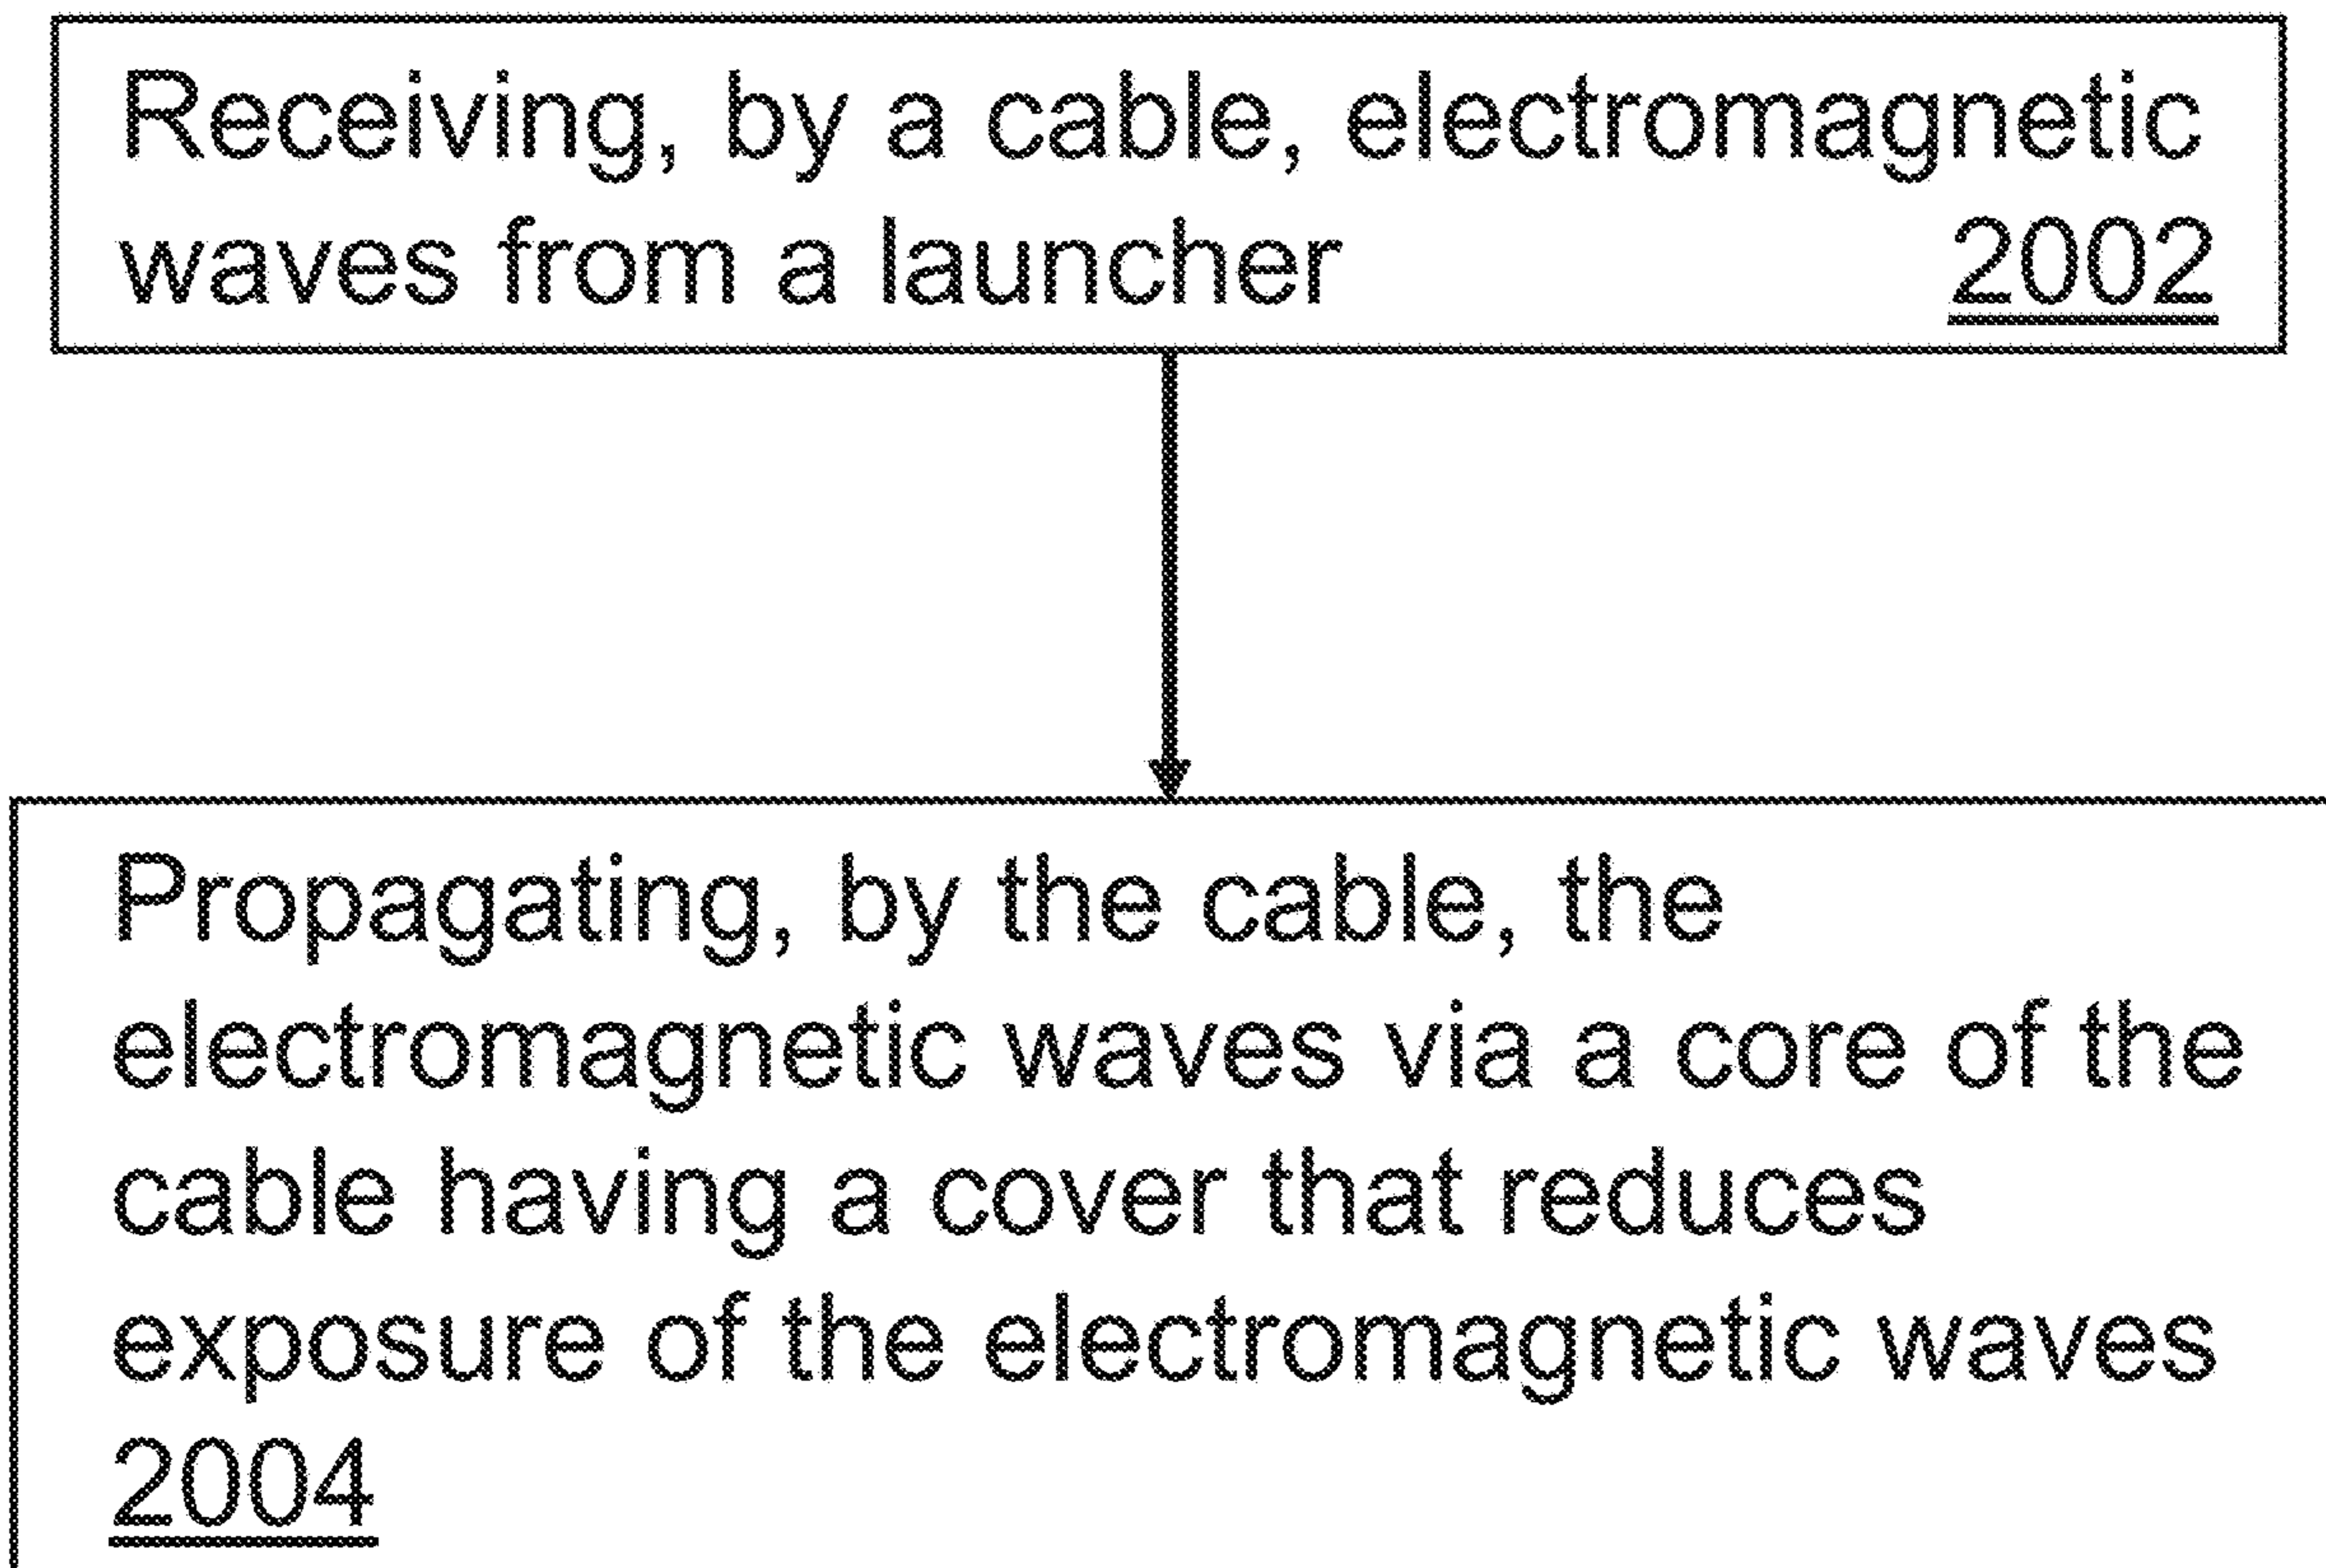 Receiving, by a cable, electromagnetic
waves from a launcher 2002
Propagating, by the cable, the
electromagnetic waves via a core of the
cable having a cover that reduces
exposure of the electromagnetic waves
2004